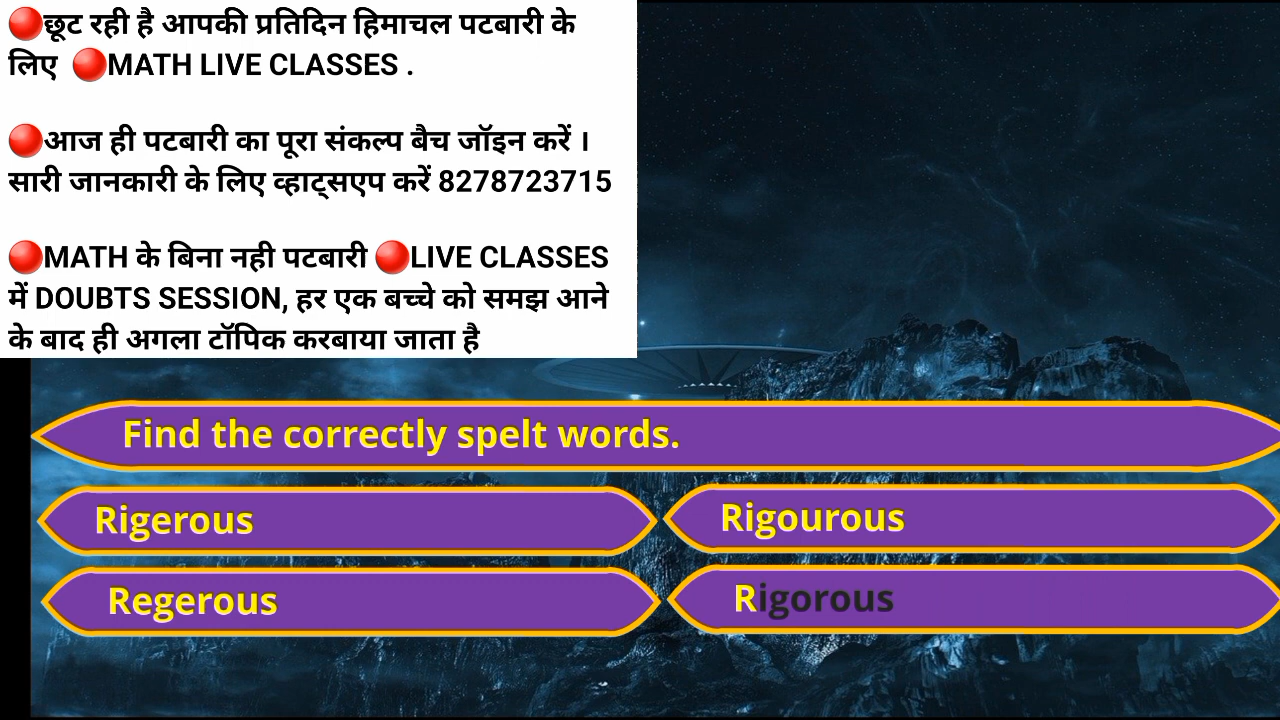 🔴छूट रही है आपकी प्रतिदिन हिमाचल पटबारी के
लिए 🔴MATH LIVE CLASSES .
🔴आज ही पटबारी का पूरा संकल्प बैच जॉइन करें ।
सारी जानकारी के लिए व्हाट्सएप करें 8278723715
🔴MATH के बिना नही पटबारी 🔴LIVE CLASSES
में DOUBTS SESSION, हर एक बच्चे को समझ आने
के बाद ही अगला टॉपिक करबाया जाता है
Find the correctly spelt words.
Rigerous
Rigourous
Regerous
Rigorous